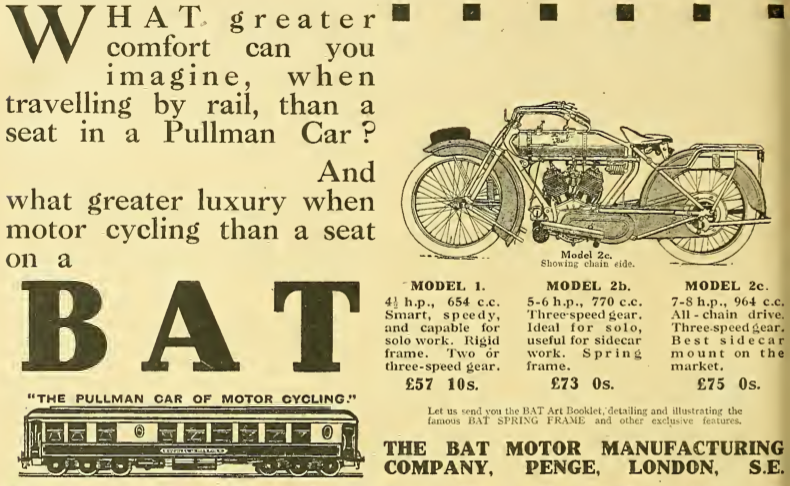 WHAT greater
comfort can you
imagine, when
travelling by rail, than a
seat in a Pullman Car?
And
what greater luxury when
motor cycling than a seat
on a
BAT
"THE PULLMAN CAR OF MOTOR CYCLING."
Model 2c.
Showing chain side.
MODEL 1.
4½ h.p., 654 c.c.
Smart, speedy,
and capable for
solo work. Rigid
frame. Two or
three-speed gear.
£57 10s.
MODEL 2b.
5-6 h.p., 770 c.c.
Three-speed gear.
Ideal for solo,
useful for sidecar
work. Spring
frame.
£73 0s.
MODEL 2c.
7-8 h.p., 964 c.c.
All-chain drive.
Three-speed gear.
Best sidecar
mount on the
market.
£75 0s.
Let us send you the BAT Art Booklet, detailing and illustrating the
famous BAT SPRING FRAME and other exclusive features.
THE BAT MOTOR MANUFACTURING
COMPANY, PENGE, LONDON, S.E.